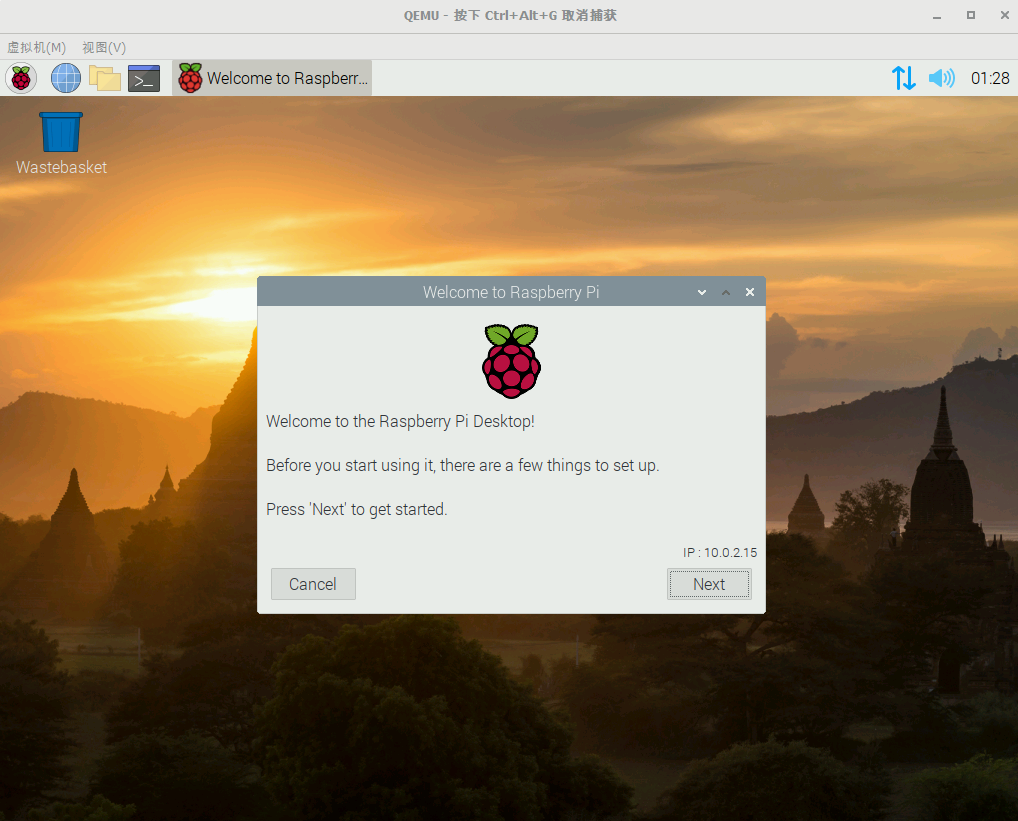 QEMU - 按下 Ctrl+Alt+G 取消捕获
虚拟机(M) 视图(V)
Welcome to Raspberr... 01:28
Wastebasket
Welcome to Raspberry Pi
Welcome to the Raspberry Pi Desktop!
Before you start using it, there are a few things to set up.
Press 'Next' to get started.
IP : 10.0.2.15
Cancel Next